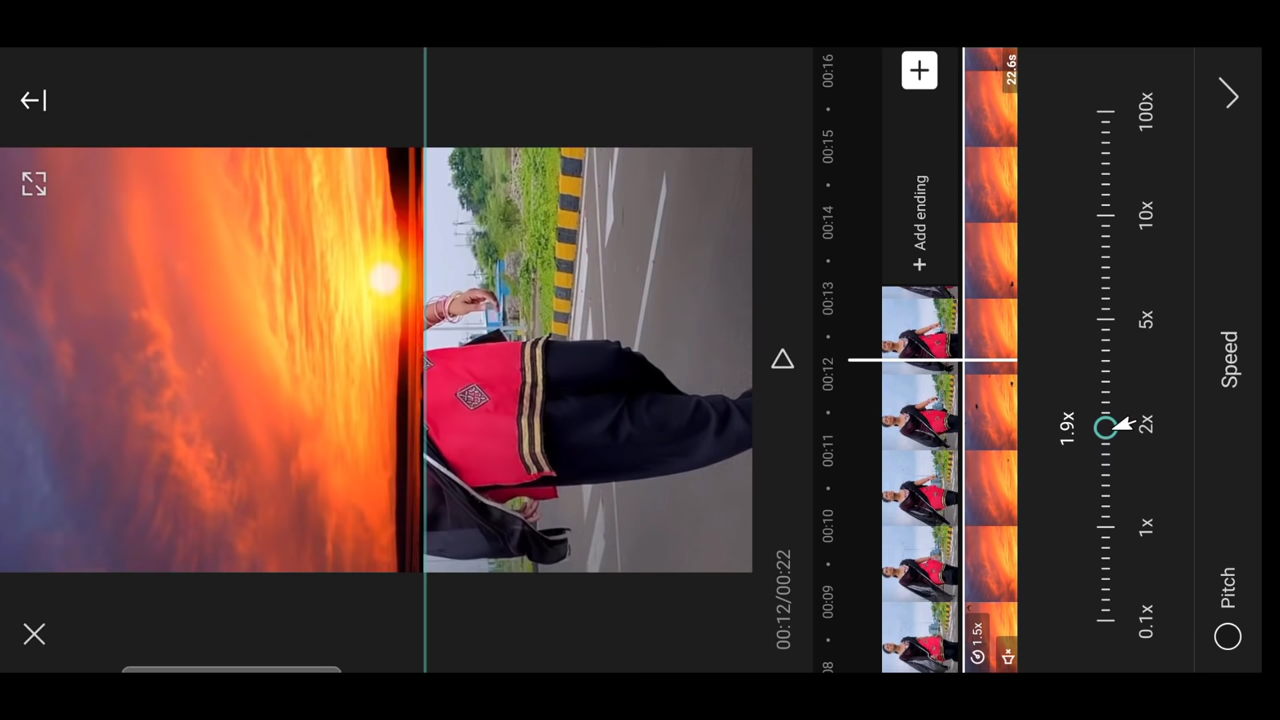 00:12/00:22
08 · 00:09 · 00:10 · 00:11 · 00:12 · 00:13 · 00:14 · 00:15 · 00:16
+ Add ending
+
1.5x
22.6s
1.9x
0.1x 1x 2x 5x 10x 100x
Pitch
Speed